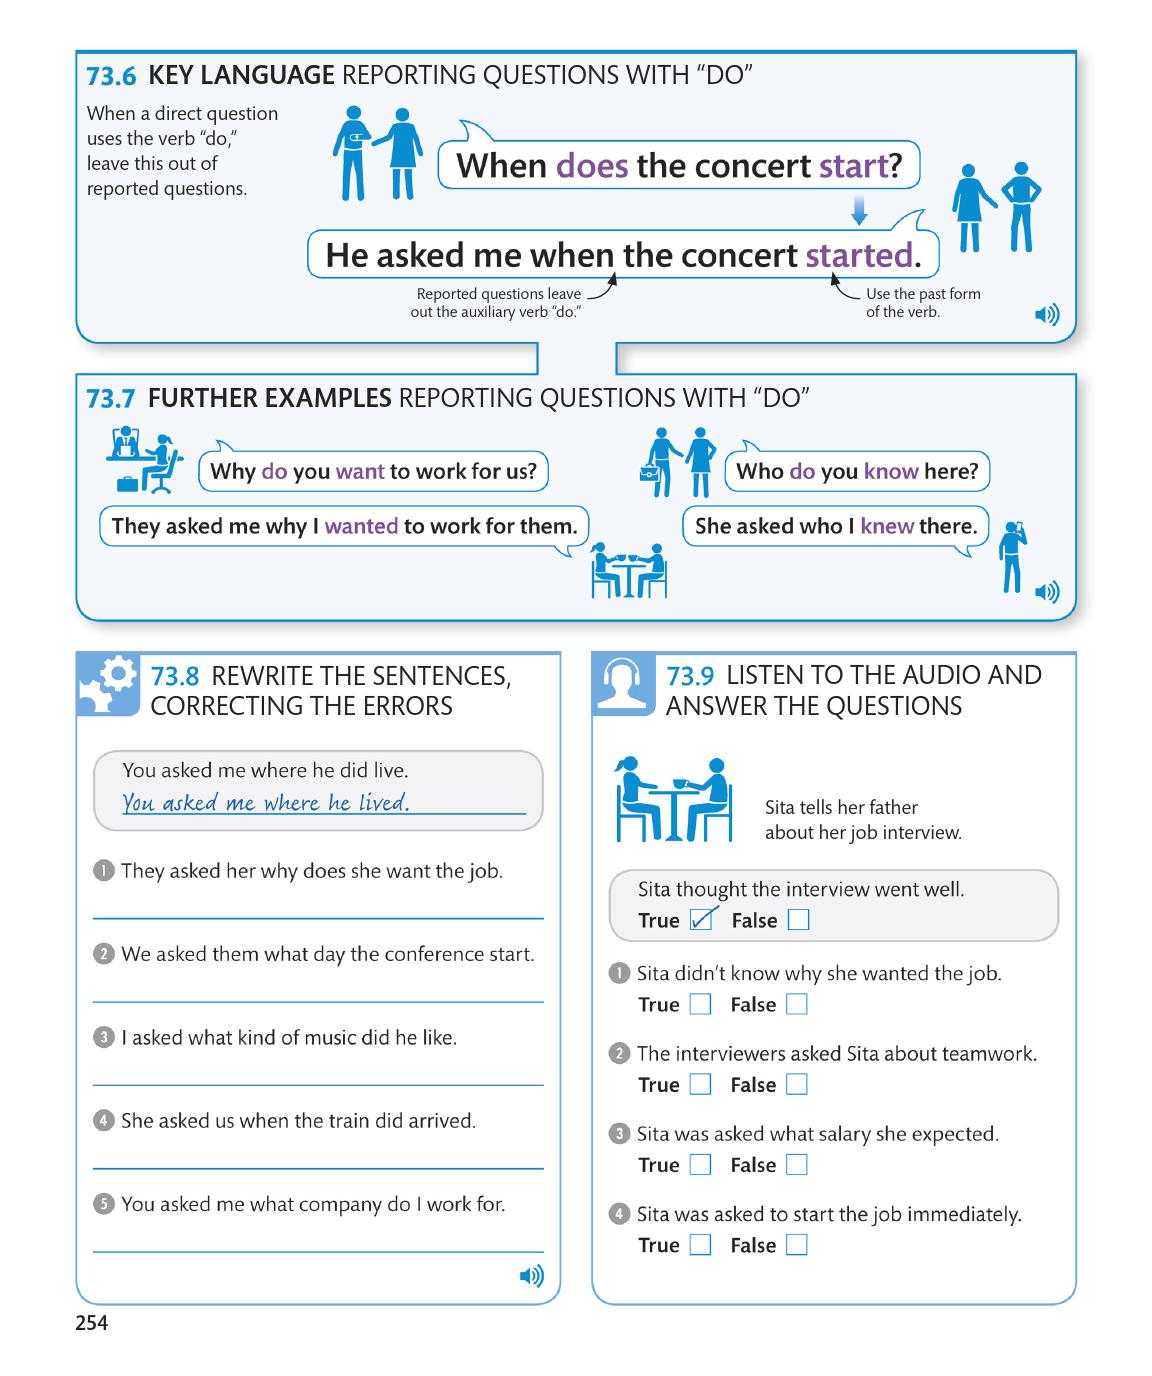 73.6 KEY LANGUAGE REPORTING QUESTIONS WITH “DO”
When a direct question
uses the verb “do,”
leave this out of
reported questions.
When does the concert start?
He asked me when the concert started.
Reported questions leave
out the auxiliary verb “do.”
Use the past form
of the verb.
73.7 FURTHER EXAMPLES REPORTING QUESTIONS WITH “DO”
Why do you want to work for us?
They asked me why I wanted to work for them.
Who do you know here?
She asked who I knew there.
73.8 REWRITE THE SENTENCES,
CORRECTING THE ERRORS
You asked me where he did live.
You asked me where he lived.
1 They asked her why does she want the job.
2 We asked them what day the conference start.
3 I asked what kind of music did he like.
4 She asked us when the train did arrived.
5 You asked me what company do I work for.
73.9 LISTEN TO THE AUDIO AND
ANSWER THE QUESTIONS
Sita tells her father
about her job interview.
Sita thought the interview went well.
True False
1 Sita didn’t know why she wanted the job.
True False
2 The interviewers asked Sita about teamwork.
True False
3 Sita was asked what salary she expected.
True False
4 Sita was asked to start the job immediately.
True False
254